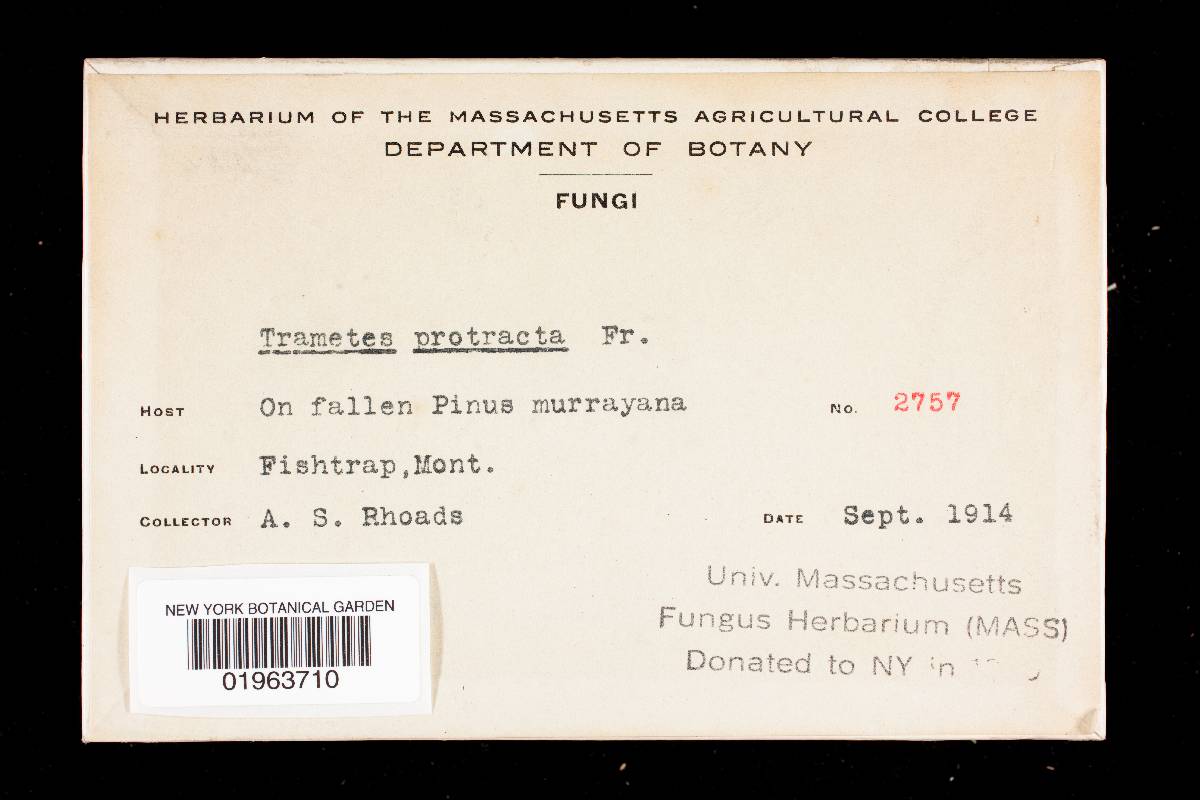 HERBARIUM OF THE MASSACHUSETTS AGRICULTURAL COLLEGE
DEPARTMENT OF BOTANY
FUNGI
Trametes protracta Fr.
HOST On fallen Pinus murrayana NO. 2757
LOCALITY Fishtrap,Mont.
COLLECTOR A. S. Rhoads DATE Sept. 1914
Univ. Massachusetts
Fungus Herbarium (MASS)
Donated to NY in
NEW YORK BOTANICAL GARDEN
01963710